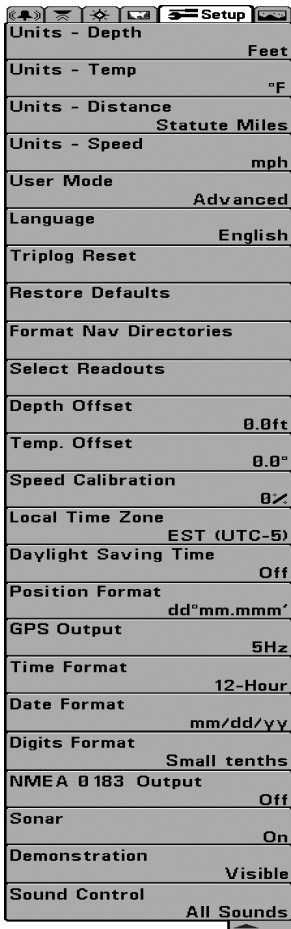 Setup
Units - Depth
Feet
Units - Temp
°F
Units - Distance
Statute Miles
Units - Speed
mph
User Mode
Advanced
Language
English
Triplog Reset
Restore Defaults
Format Nav Directories
Select Readouts
Depth Offset
0.0ft
Temp. Offset
0.0°
Speed Calibration
0%
Local Time Zone
EST (UTC-5)
Daylight Saving Time
Off
Position Format
dd°mm.mmm'
GPS Output
5Hz
Time Format
12-Hour
Date Format
mm/dd/yy
Digits Format
Small tenths
NMEA 0183 Output
Off
Sonar
On
Demonstration
Visible
Sound Control
All Sounds